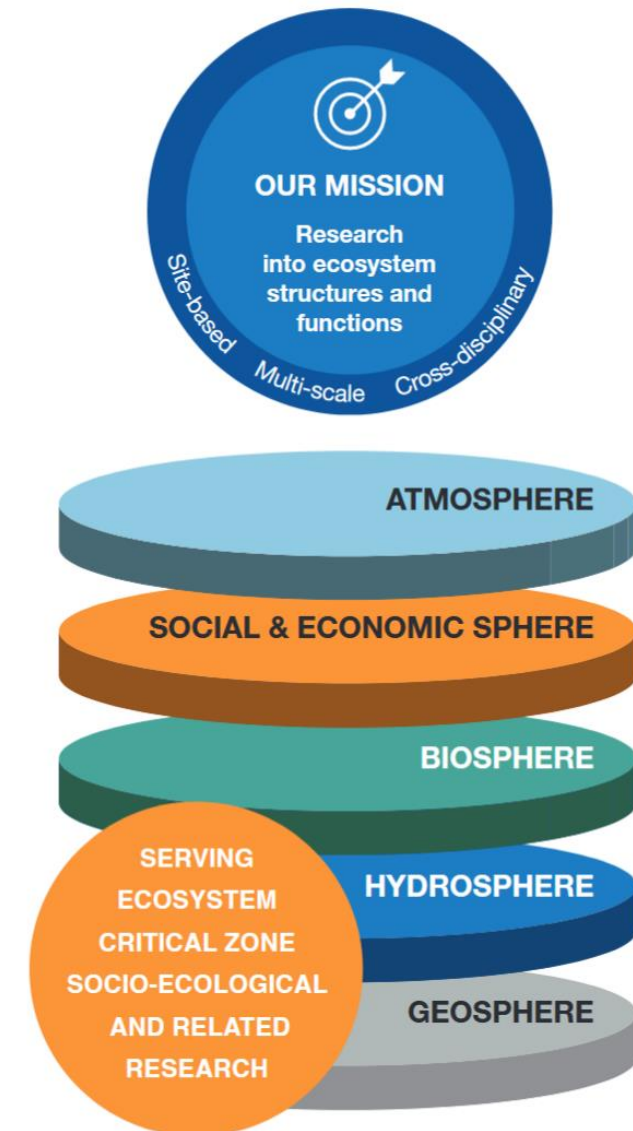 OUR MISSION
Research
into ecosystem
structures and
functions
Site-based
Multi-scale
Cross-disciplinary
ATMOSPHERE
SOCIAL & ECONOMIC SPHERE
BIOSPHERE
HYDROSPHERE
GEOSPHERE
SERVING
ECOSYSTEM
CRITICAL ZONE
SOCIO-ECOLOGICAL
AND RELATED
RESEARCH